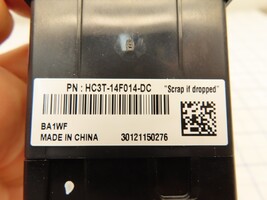 PN : HC3T-14F014-DC "Scrap if dropped"
BA1WF
MADE IN CHINA 30121150276